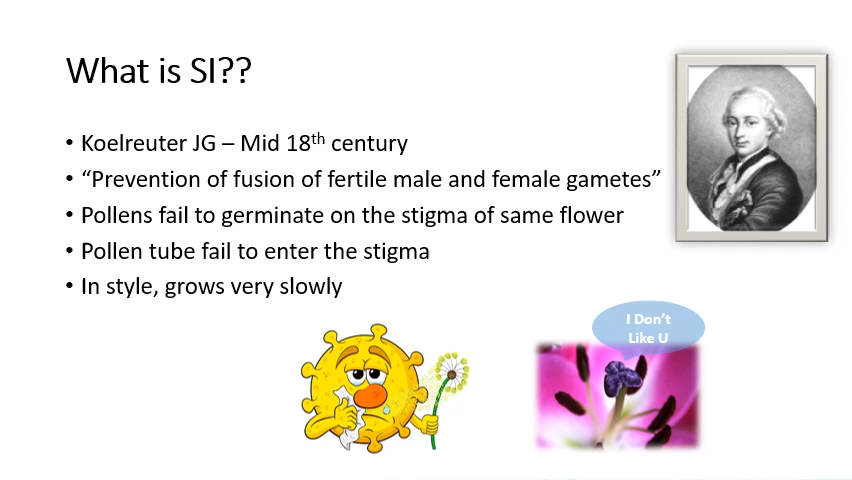 What is SI??
• Koelreuter JG – Mid 18th century
• “Prevention of fusion of fertile male and female gametes”
• Pollens fail to germinate on the stigma of same flower
• Pollen tube fail to enter the stigma
• In style, grows very slowly
I Don’t
Like U